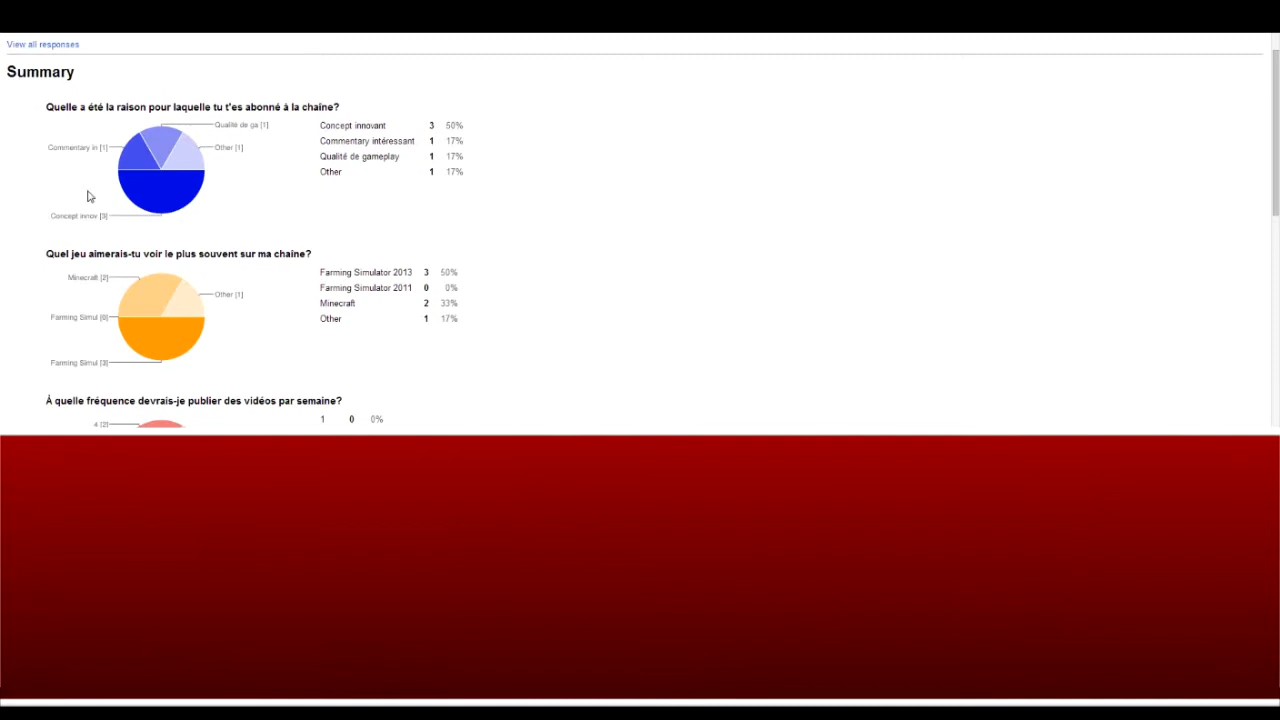 View all responses
Summary
Quelle a été la raison pour laquelle tu t'es abonné à la chaîne?
Qualité de ga [1]
Commentary in [1]
Other [1]
Concept innov [3]
Concept innovant 3 50%
Commentary intéressant 1 17%
Qualité de gameplay 1 17%
Other 1 17%
Quel jeu aimerais-tu voir le plus souvent sur ma chaîne?
Minecraft [2]
Other [1]
Farming Simul [0]
Farming Simul [3]
Farming Simulator 2013 3 50%
Farming Simulator 2011 0 0%
Minecraft 2 33%
Other 1 17%
À quelle fréquence devrais-je publier des vidéos par semaine?
4 [2]
1 0 0%